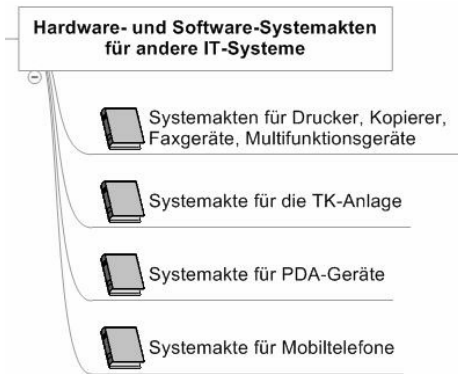 Hardware- und Software-Systemakten
für andere IT-Systeme
Systemakten für Drucker, Kopierer,
Faxgeräte, Multifunktionsgeräte
Systemakte für die TK-Anlage
Systemakte für PDA-Geräte
Systemakte für Mobiltelefone